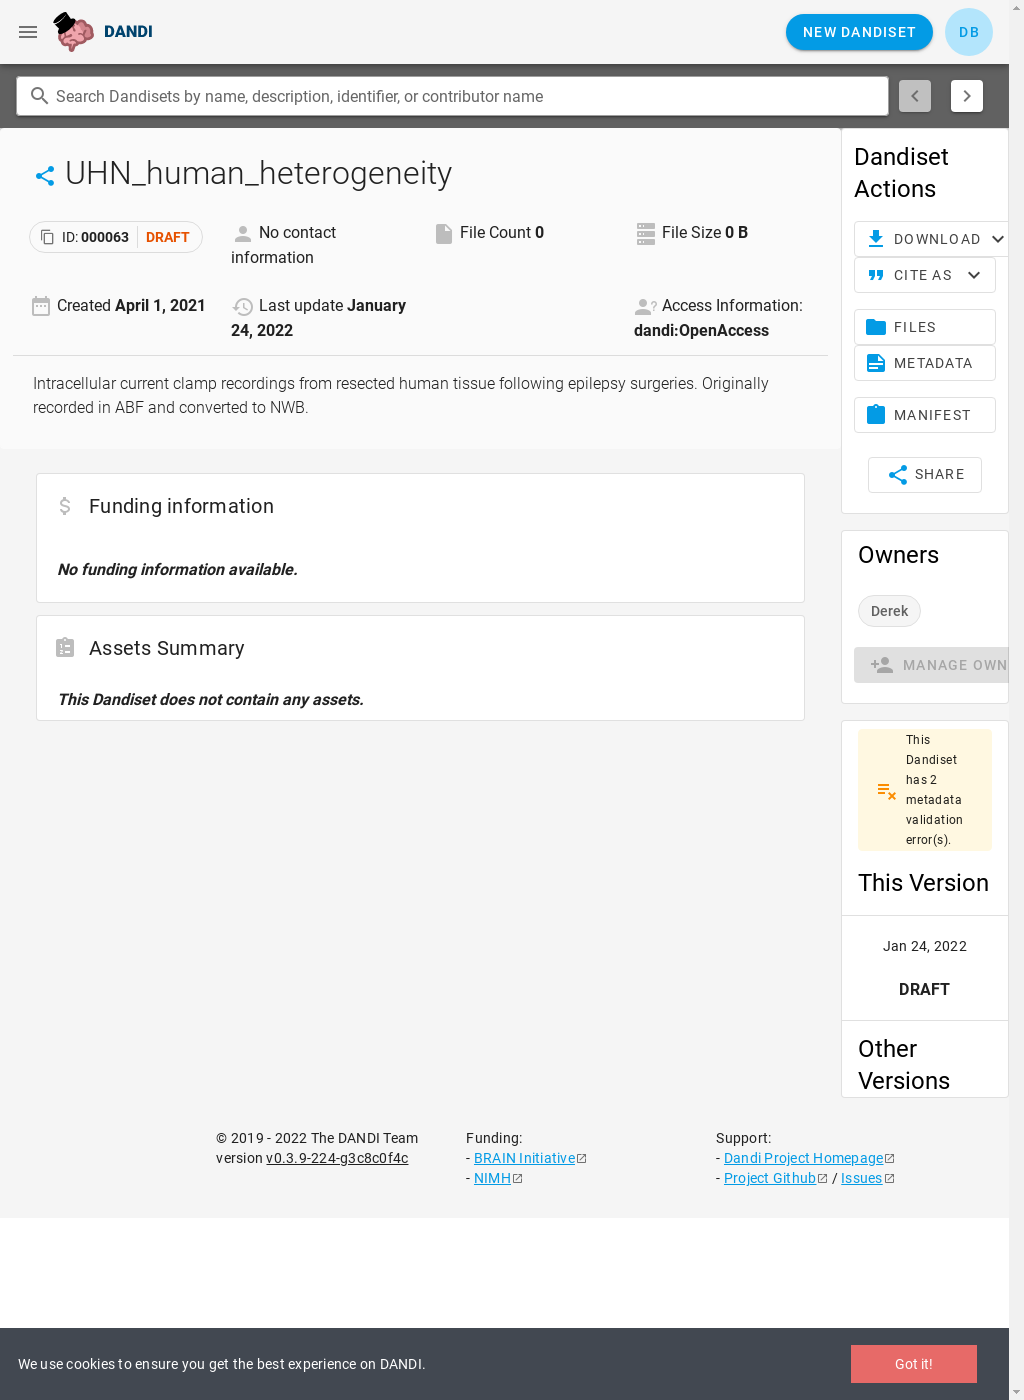 DANDI
NEW DANDISET
DB
Search Dandisets by name, description, identifier, or contributor name
UHN_human_heterogeneity
ID: 000063 DRAFT
No contact
information
File Count 0
File Size 0 B
Created April 1, 2021
Last update January
24, 2022
Access Information:
dandi:OpenAccess
Intracellular current clamp recordings from resected human tissue following epilepsy surgeries. Originally
recorded in ABF and converted to NWB.
Funding information
No funding information available.
Assets Summary
This Dandiset does not contain any assets.
Dandiset
Actions
DOWNLOAD
CITE AS
FILES
METADATA
MANIFEST
SHARE
Owners
Derek
MANAGE OWN
This
Dandiset
has 2
metadata
validation
error(s).
This Version
Jan 24, 2022
DRAFT
Other
Versions
© 2019 - 2022 The DANDI Team
version v0.3.9-224-g3c8c0f4c
Funding:
- BRAIN Initiative
- NIMH
Support:
- Dandi Project Homepage
- Project Github / Issues
We use cookies to ensure you get the best experience on DANDI.
Got it!